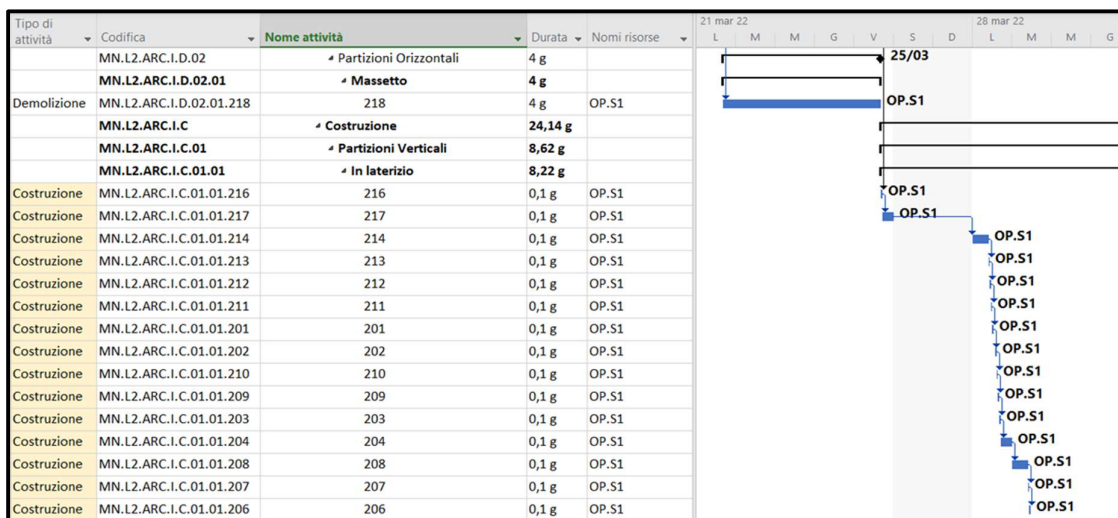 Tipo di attività Codifica Nome attività Durata Nomi risorse 21 mar 22 28 mar 22
L M M G V S D L M M G
MN.L2.ARC.I.D.02 Partizioni Orizzontali 4 g 25/03
MN.L2.ARC.I.D.02.01 Massetto 4 g
Demolizione MN.L2.ARC.I.D.02.01.218 218 4 g OP.S1 OP.S1
MN.L2.ARC.I.C Costruzione 24,14 g
MN.L2.ARC.I.C.01 Partizioni Verticali 8,62 g
MN.L2.ARC.I.C.01.01 In laterizio 8,22 g
Costruzione MN.L2.ARC.I.C.01.01.216 216 0,1 g OP.S1 OP.S1
Costruzione MN.L2.ARC.I.C.01.01.217 217 0,1 g OP.S1 OP.S1
Costruzione MN.L2.ARC.I.C.01.01.214 214 0,1 g OP.S1 OP.S1
Costruzione MN.L2.ARC.I.C.01.01.213 213 0,1 g OP.S1 OP.S1
Costruzione MN.L2.ARC.I.C.01.01.212 212 0,1 g OP.S1 OP.S1
Costruzione MN.L2.ARC.I.C.01.01.211 211 0,1 g OP.S1 OP.S1
Costruzione MN.L2.ARC.I.C.01.01.201 201 0,1 g OP.S1 OP.S1
Costruzione MN.L2.ARC.I.C.01.01.202 202 0,1 g OP.S1 OP.S1
Costruzione MN.L2.ARC.I.C.01.01.210 210 0,1 g OP.S1 OP.S1
Costruzione MN.L2.ARC.I.C.01.01.209 209 0,1 g OP.S1 OP.S1
Costruzione MN.L2.ARC.I.C.01.01.203 203 0,1 g OP.S1 OP.S1
Costruzione MN.L2.ARC.I.C.01.01.204 204 0,1 g OP.S1 OP.S1
Costruzione MN.L2.ARC.I.C.01.01.208 208 0,1 g OP.S1 OP.S1
Costruzione MN.L2.ARC.I.C.01.01.207 207 0,1 g OP.S1 OP.S1
Costruzione MN.L2.ARC.I.C.01.01.206 206 0,1 g OP.S1 OP.S1